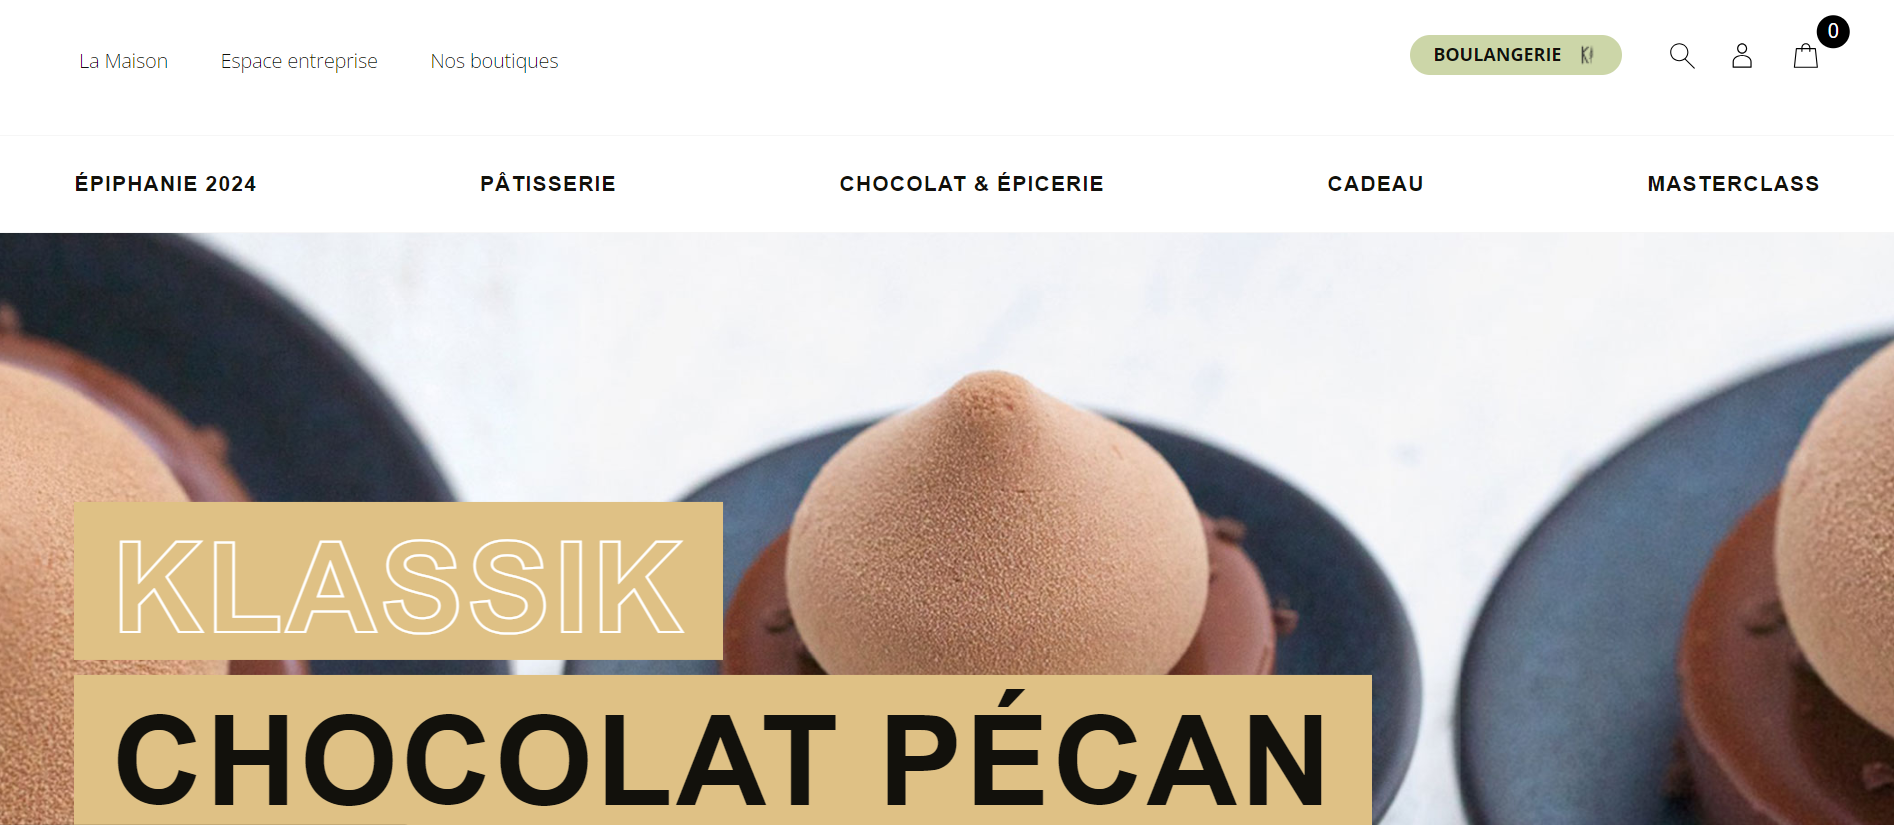 La Maison Espace entreprise Nos boutiques
BOULANGERIE
0
ÉPIPHANIE 2024 PÂTISSERIE CHOCOLAT & ÉPICERIE CADEAU MASTERCLASS
KLASSIK
CHOCOLAT PÉCAN